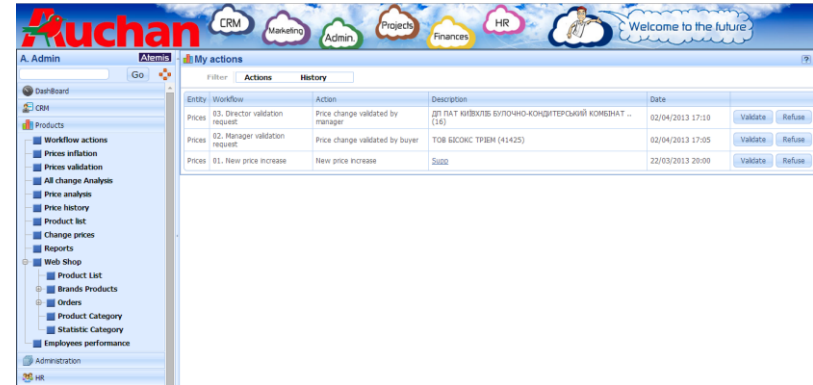 Auchan
CRM
Marketing
Admin.
Projects
Finances
HR
Welcome to the future
A. Admin Atemis
Go
DashBoard
CRM
Products
Workflow actions
Prices inflation
Prices validation
All change Analysis
Price analysis
Price history
Product list
Change prices
Reports
Web Shop
Product List
Brands Products
Orders
Product Category
Statistic Category
Employees performance
Administration
HR
My actions ?
Filter Actions History
Entity Workflow Action Description Date
Prices 03. Director validation request Price change validated by manager ДП ПАТ КИЇВХЛІБ БУЛОЧНО-КОНДИТЕРСЬКИЙ КОМБІНАТ .. (16) 02/04/2013 17:10 Validate Refuse
Prices 02. Manager validation request Price change validated by buyer ТОВ БІСОКС ТРІЕМ (41425) 02/04/2013 17:05 Validate Refuse
Prices 01. New price increase New price increase Supp 22/03/2013 20:00 Validate Refuse